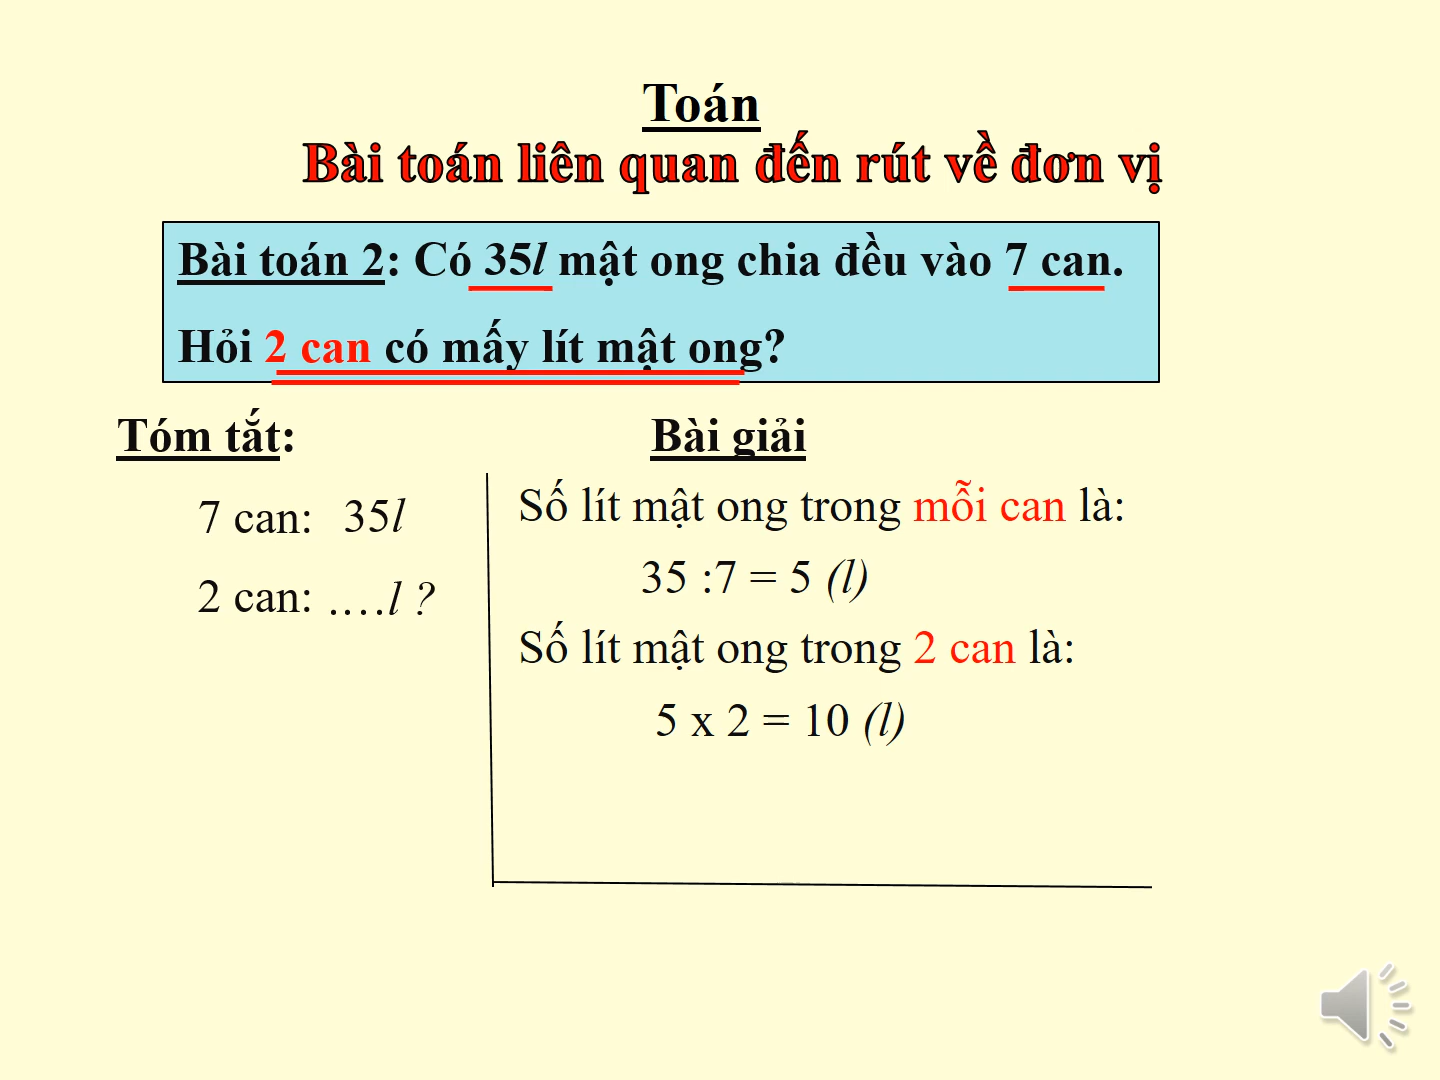 Toán
Bài toán liên quan đến rút về đơn vị
Bài toán 2: Có 35l mật ong chia đều vào 7 can.
Hỏi 2 can có mấy lít mật ong?
Tóm tắt:
7 can: 35l
2 can: ....l ?
Bài giải
Số lít mật ong trong mỗi can là:
35 :7 = 5 (l)
Số lít mật ong trong 2 can là:
5 x 2 = 10 (l)